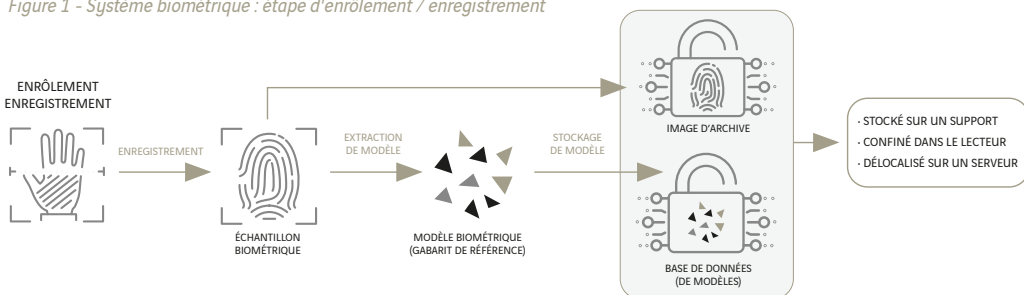 Figure 1 - Système biométrique : étape d'enrôlement / enregistrement
ENRÔLEMENT
ENREGISTREMENT
ENREGISTREMENT
ÉCHANTILLON
BIOMÉTRIQUE
EXTRACTION
DE MODÈLE
MODÈLE BIOMÉTRIQUE
(GABARIT DE RÉFÉRENCE)
STOCKAGE
DE MODÈLE
IMAGE D'ARCHIVE
BASE DE DONNÉES
(DE MODÈLES)
· STOCKÉ SUR UN SUPPORT
· CONFINÉ DANS LE LECTEUR
· DÉLOCALISÉ SUR UN SERVEUR